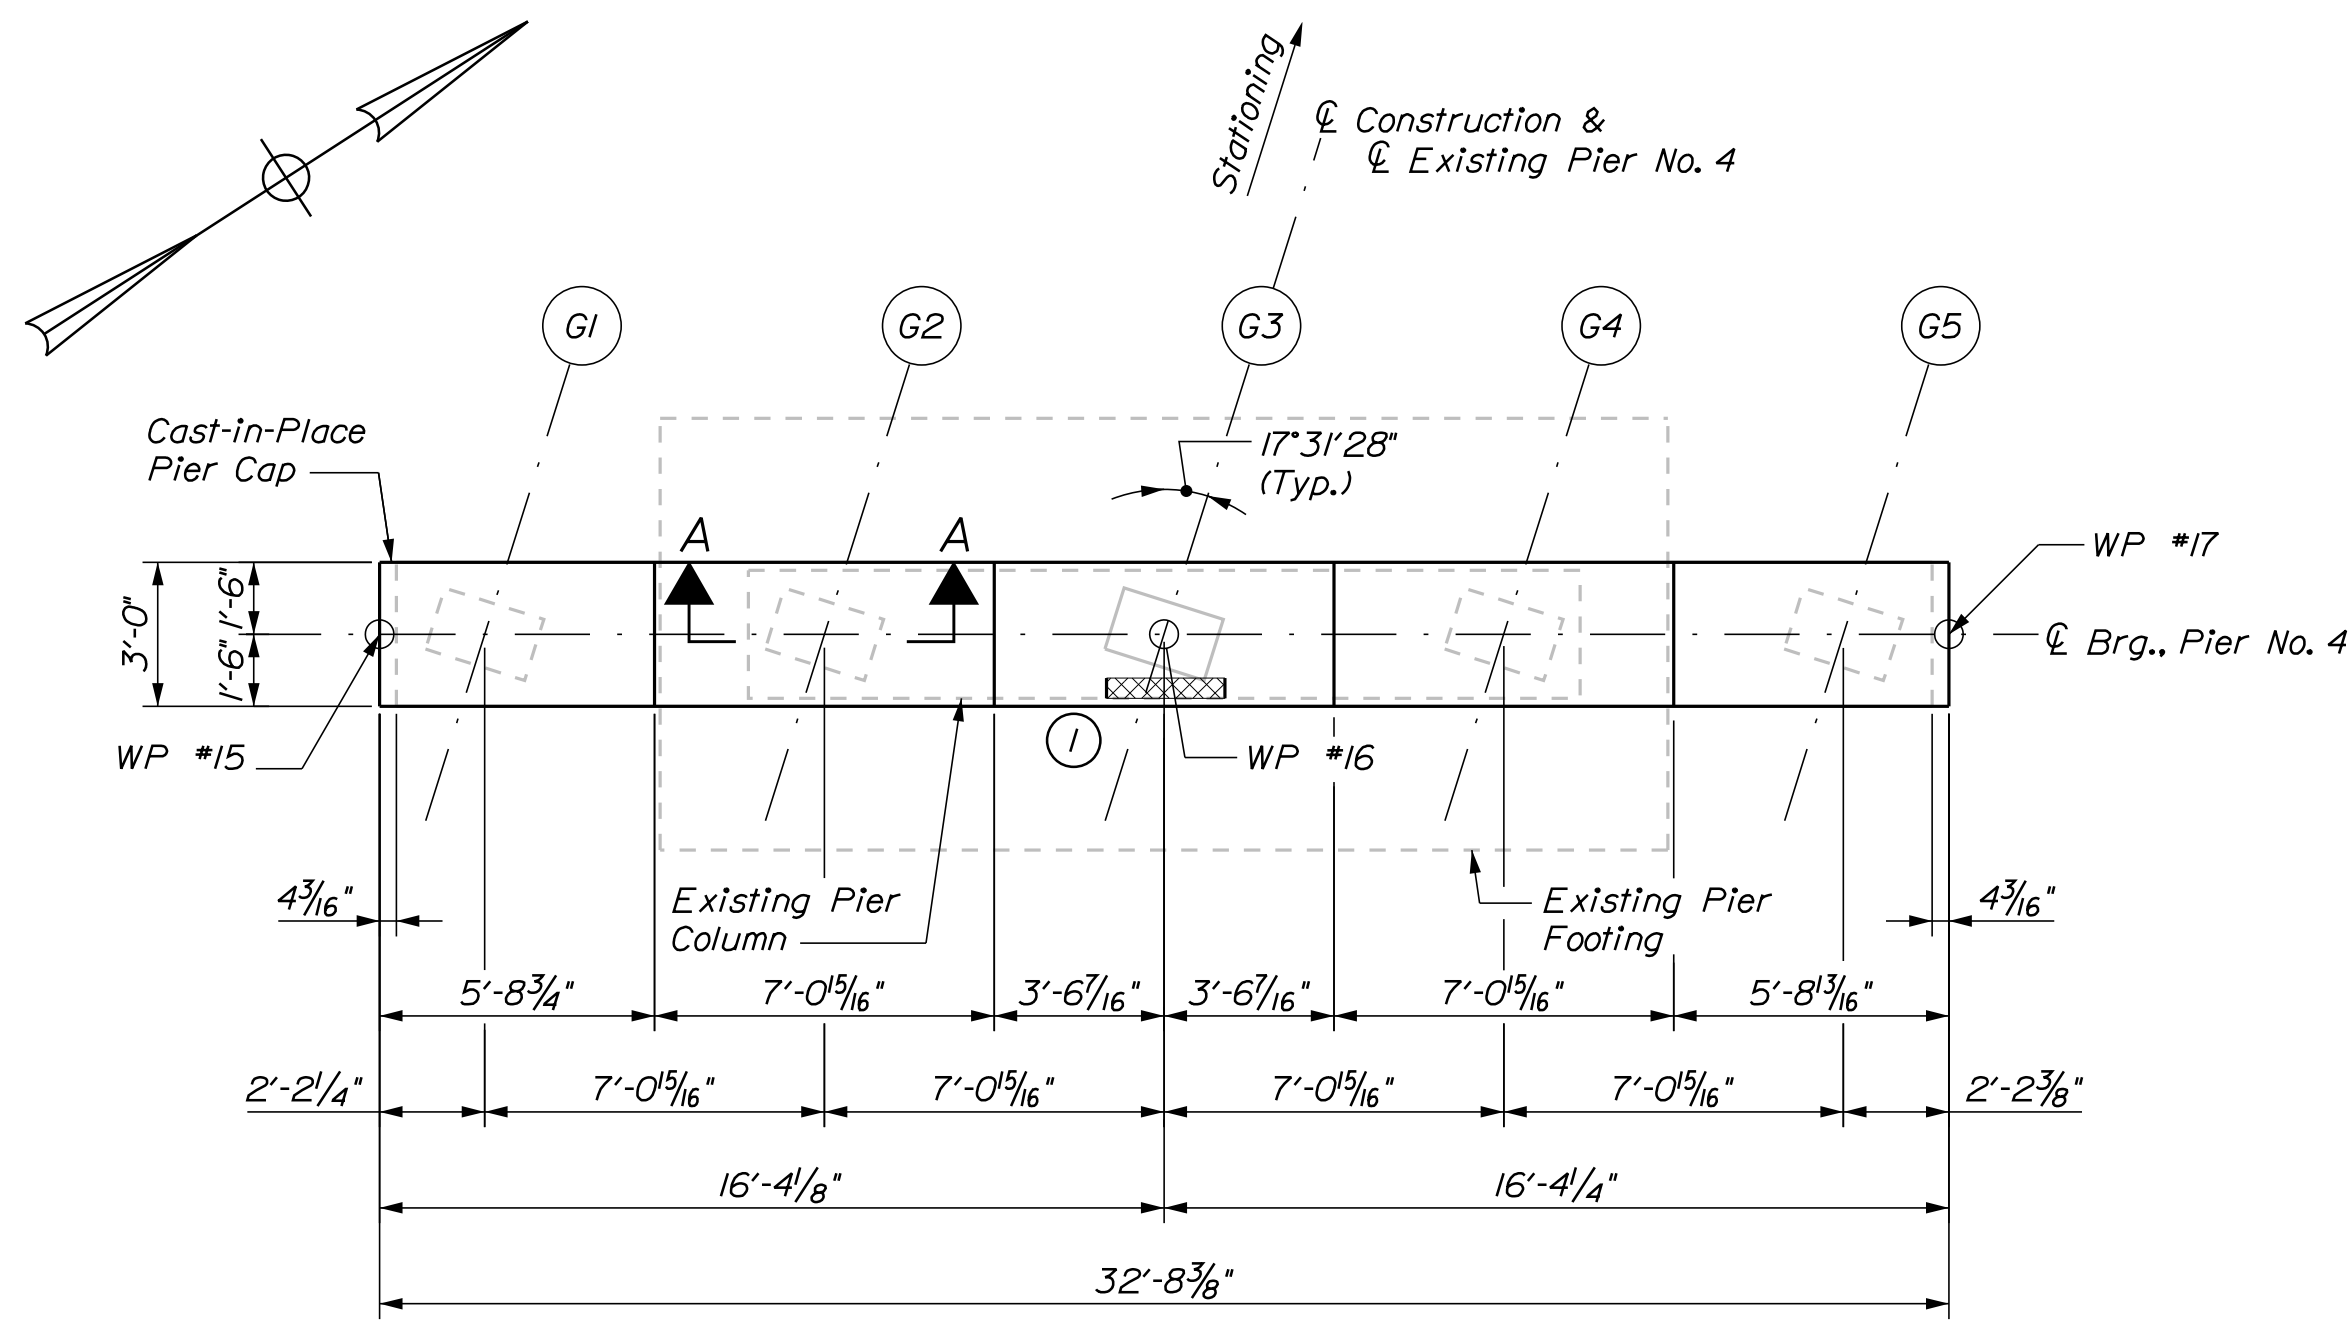 Stationing
℄ Construction &
℄ Existing Pier No. 4
G1
G2
G3
G4
G5
Cast-in-Place
Pier Cap
17°31'28"
(Typ.)
A
A
WP #17
3'-0"
1'-6"
1'-6"
℄ Brg., Pier No. 4
WP #15
1
WP #16
4 3/16"
Existing Pier
Column
Existing Pier
Footing
4 3/16"
5'-8 3/4"
7'-0 15/16"
3'-6 7/16"
3'-6 7/16"
7'-0 15/16"
5'-8 13/16"
2'-2 1/4"
7'-0 15/16"
7'-0 15/16"
7'-0 15/16"
7'-0 15/16"
2'-2 3/8"
16'-4 1/8"
16'-4 1/4"
32'-8 3/8"